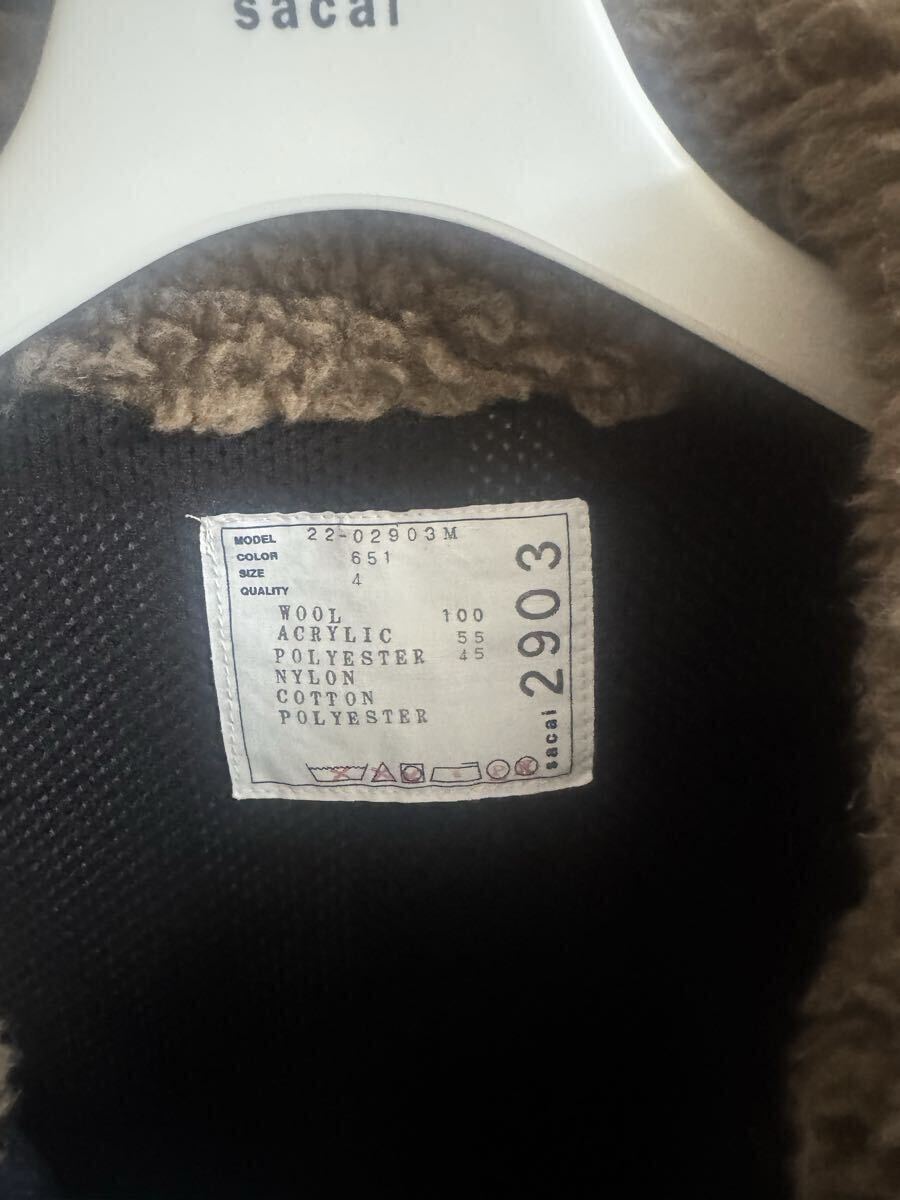 sacai
MODEL 22-02903M
COLOR 651
SIZE 4
QUALITY
WOOL 100
ACRYLIC 55
POLYESTER 45
NYLON
COTTON
POLYESTER
sacai 2903